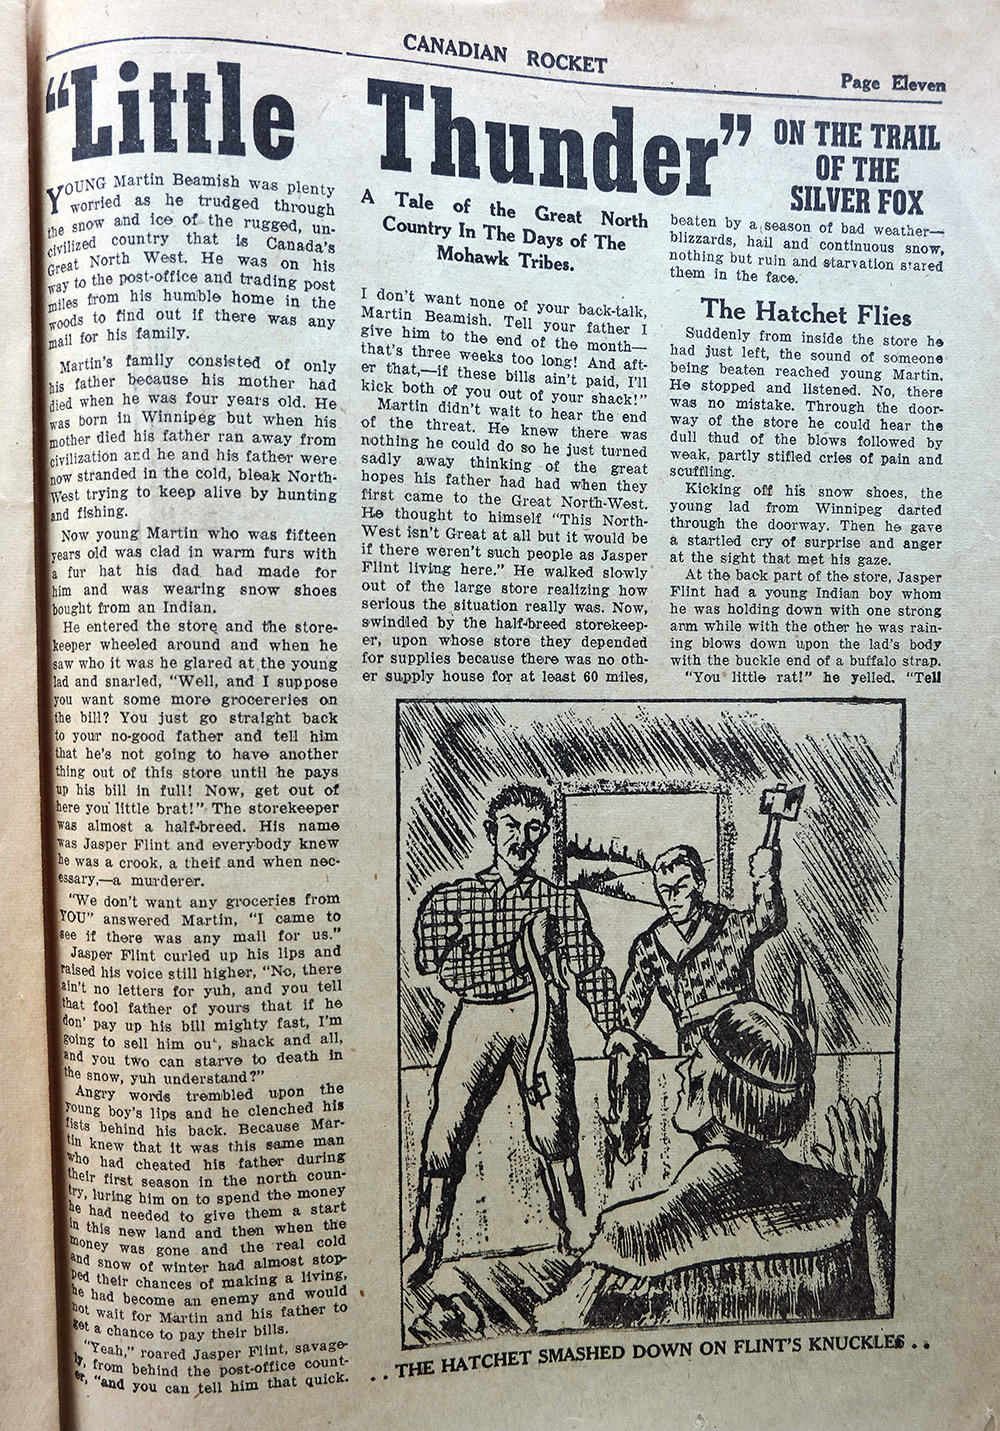 CANADIAN ROCKET
Page Eleven
"Little Thunder"
ON THE TRAIL
OF THE
SILVER FOX
YOUNG Martin Beamish was plenty
worried as he trudged through
the snow and ice of the rugged, un-
civilized country that is Canada's
Great North West. He was on his
way to the post-office and trading post
miles from his humble home in the
woods to find out if there was any
mail for his family.
Martin's family consisted of only
his father because his mother had
died when he was four years old. He
was born in Winnipeg but when his
mother died his father ran away from
civilization and he and his father were
now stranded in the cold, bleak North-
West trying to keep alive by hunting
and fishing.
Now young Martin who was fifteen
years old was clad in warm furs with
a fur hat his dad had made for
him and was wearing snow shoes
bought from an Indian.
He entered the store and the store-
keeper wheeled around and when he
saw who it was he glared at the young
lad and snarled, "Well, and I suppose
you want some more grocereries on
the bill? You just go straight back
to your no-good father and tell him
that he's not going to have another
thing out of this store until he pays
up his bill in full! Now, get out of
here you little brat!" The storekeeper
was almost a half-breed. His name
was Jasper Flint and everybody knew
he was a crook, a theif and when nec-
essary,—a murderer.
"We don't want any groceries from
YOU" answered Martin, "I came to
see if there was any mail for us."
Jasper Flint curled up his lips and
raised his voice still higher, "No, there
ain't no letters for yuh, and you tell
that fool father of yours that if he
don' pay up his bill mighty fast, I'm
going to sell him out, shack and all,
and you two can starve to death in
the snow, yuh understand?"
Angry words trembled upon the
young boy's lips and he clenched his
fists behind his back. Because Mar-
tin knew that it was this same man
who had cheated his father during
their first season in the north coun-
try, luring him on to spend the money
he had needed to give them a start
in this new land and then when the
money was gone and the real cold
and snow of winter had almost stop-
ped their chances of making a living,
he had become an enemy and would
not wait for Martin and his father to
get a chance to pay their bills.
"Yeah," roared Jasper Flint, savage-
ly, from behind the post-office count-
er, "and you can tell him that quick.
A Tale of the Great North
Country In The Days of The
Mohawk Tribes.
I don't want none of your back-talk,
Martin Beamish. Tell your father I
give him to the end of the month—
that's three weeks too long! And aft-
er that,—if these bills ain't paid, I'll
kick both of you out of your shack!"
Martin didn't wait to hear the end
of the threat. He knew there was
nothing he could do so he just turned
sadly away thinking of the great
hopes his father had had when they
first came to the Great North-West.
He thought to himself "This North-
West isn't Great at all but it would be
if there weren't such people as Jasper
Flint living here." He walked slowly
out of the large store realizing how
serious the situation really was. Now,
swindled by the half-breed storekeep-
er, upon whose store they depended
for supplies because there was no oth-
er supply house for at least 60 miles,
beaten by a season of bad weather—
blizzards, hail and continuous snow,
nothing but ruin and starvation stared
them in the face.
The Hatchet Flies
Suddenly from inside the store he
had just left, the sound of someone
being beaten reached young Martin.
He stopped and listened. No, there
was no mistake. Through the door-
way of the store he could hear the
dull thud of the blows followed by
weak, partly stifled cries of pain and
scuffling.
Kicking off his snow shoes, the
young lad from Winnipeg darted
through the doorway. Then he gave
a startled cry of surprise and anger
at the sight that met his gaze.
At the back part of the store, Jasper
Flint had a young Indian boy whom
he was holding down with one strong
arm while with the other he was rain-
ing blows down upon the lad's body
with the buckle end of a buffalo strap.
"You little rat!" he yelled. "Tell
. . THE HATCHET SMASHED DOWN ON FLINT'S KNUCKLES . .